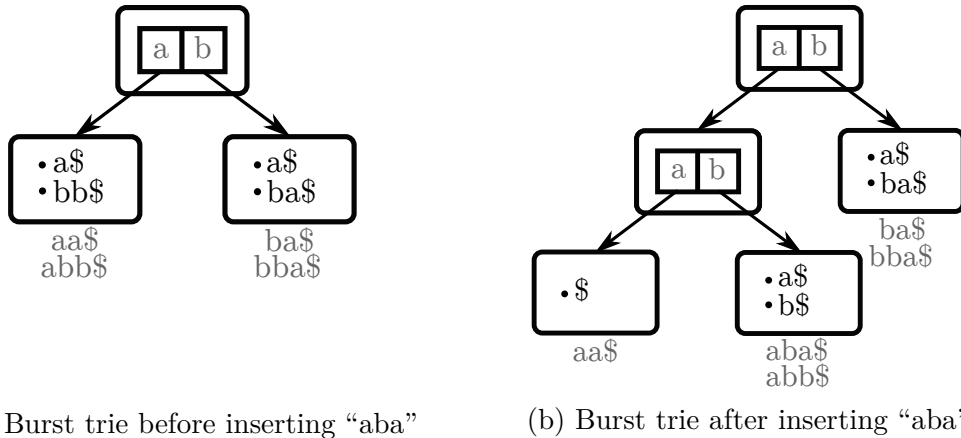 a b
• a$
• bb$
aa$
abb$
• a$
• ba$
ba$
bba$
Burst trie before inserting “aba”
a b
a b
• a$
• ba$
ba$
bba$
• $
aa$
• a$
• b$
aba$
abb$
(b) Burst trie after inserting “aba”